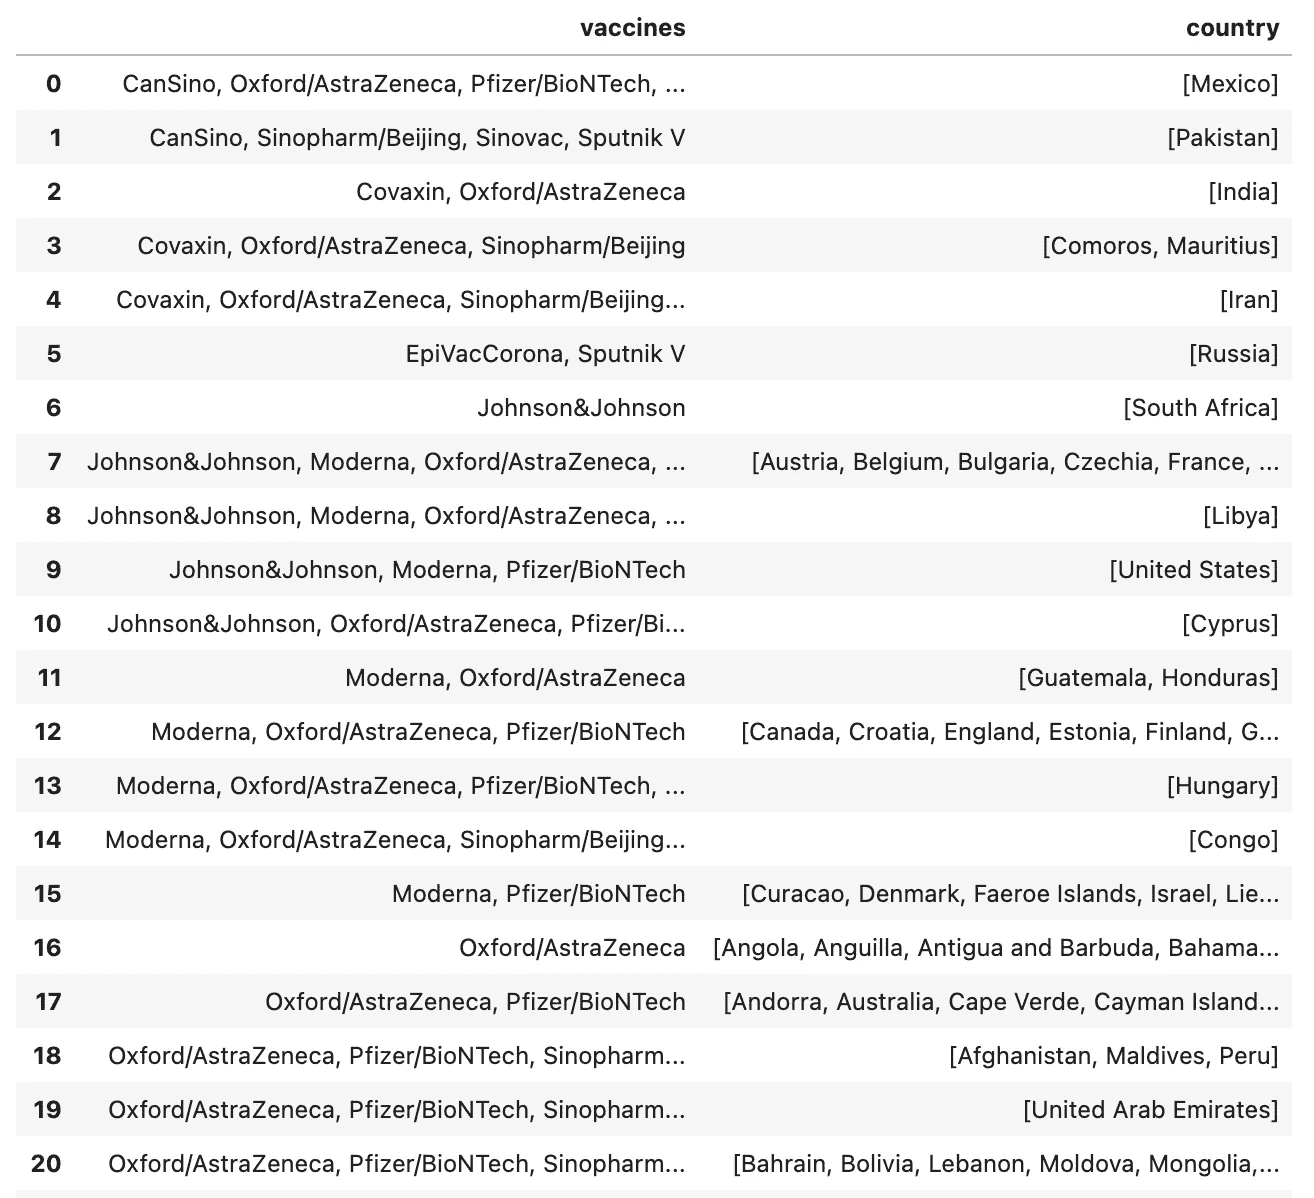 vaccines country
0 CanSino, Oxford/AstraZeneca, Pfizer/BioNTech, ... [Mexico]
1 CanSino, Sinopharm/Beijing, Sinovac, Sputnik V [Pakistan]
2 Covaxin, Oxford/AstraZeneca [India]
3 Covaxin, Oxford/AstraZeneca, Sinopharm/Beijing [Comoros, Mauritius]
4 Covaxin, Oxford/AstraZeneca, Sinopharm/Beijing... [Iran]
5 EpiVacCorona, Sputnik V [Russia]
6 Johnson&Johnson [South Africa]
7 Johnson&Johnson, Moderna, Oxford/AstraZeneca, ... [Austria, Belgium, Bulgaria, Czechia, France, ...
8 Johnson&Johnson, Moderna, Oxford/AstraZeneca, ... [Libya]
9 Johnson&Johnson, Moderna, Pfizer/BioNTech [United States]
10 Johnson&Johnson, Oxford/AstraZeneca, Pfizer/Bi... [Cyprus]
11 Moderna, Oxford/AstraZeneca [Guatemala, Honduras]
12 Moderna, Oxford/AstraZeneca, Pfizer/BioNTech [Canada, Croatia, England, Estonia, Finland, G...
13 Moderna, Oxford/AstraZeneca, Pfizer/BioNTech, ... [Hungary]
14 Moderna, Oxford/AstraZeneca, Sinopharm/Beijing... [Congo]
15 Moderna, Pfizer/BioNTech [Curacao, Denmark, Faeroe Islands, Israel, Lie...
16 Oxford/AstraZeneca [Angola, Anguilla, Antigua and Barbuda, Bahama...
17 Oxford/AstraZeneca, Pfizer/BioNTech [Andorra, Australia, Cape Verde, Cayman Island...
18 Oxford/AstraZeneca, Pfizer/BioNTech, Sinopharm... [Afghanistan, Maldives, Peru]
19 Oxford/AstraZeneca, Pfizer/BioNTech, Sinopharm... [United Arab Emirates]
20 Oxford/AstraZeneca, Pfizer/BioNTech, Sinopharm... [Bahrain, Bolivia, Lebanon, Moldova, Mongolia,...